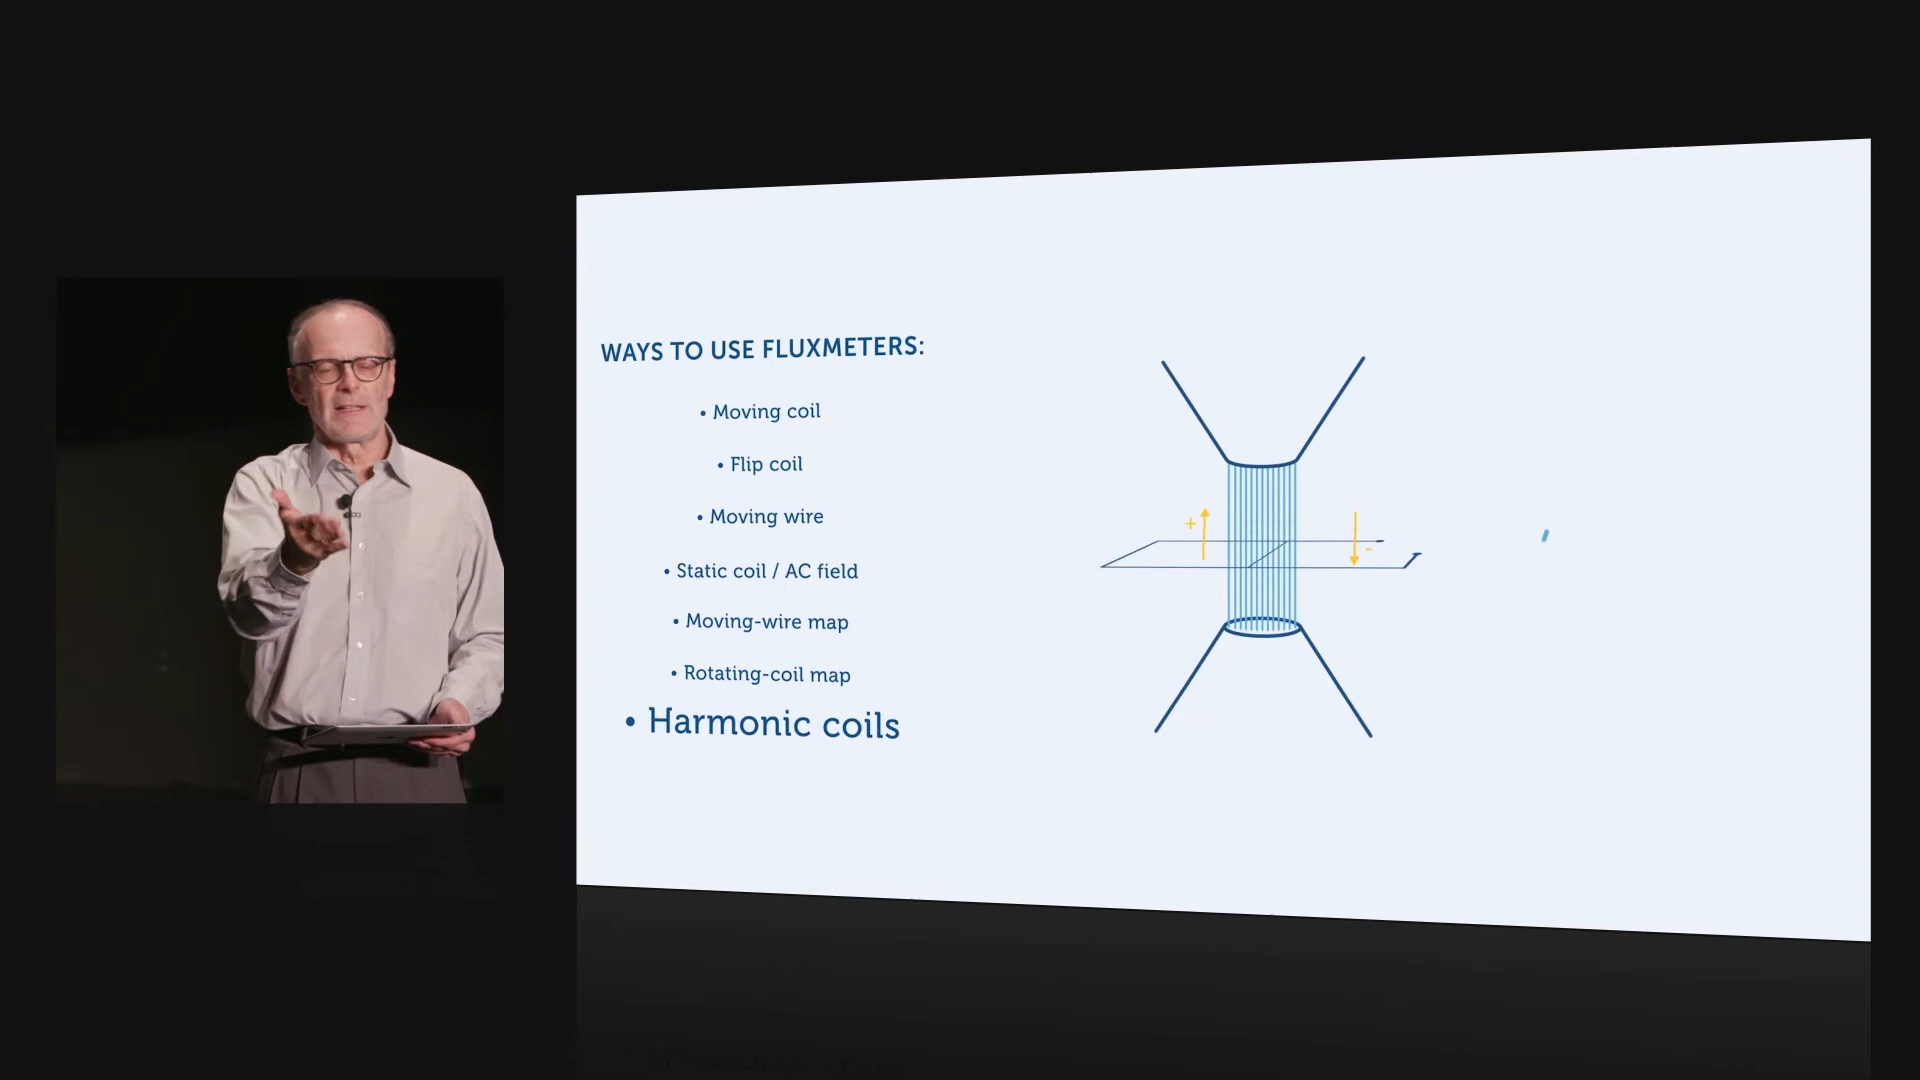 WAYS TO USE FLUXMETERS:
• Moving coil
• Flip coil
• Moving wire
• Static coil / AC field
• Moving-wire map
• Rotating-coil map
• Harmonic coils
+
-